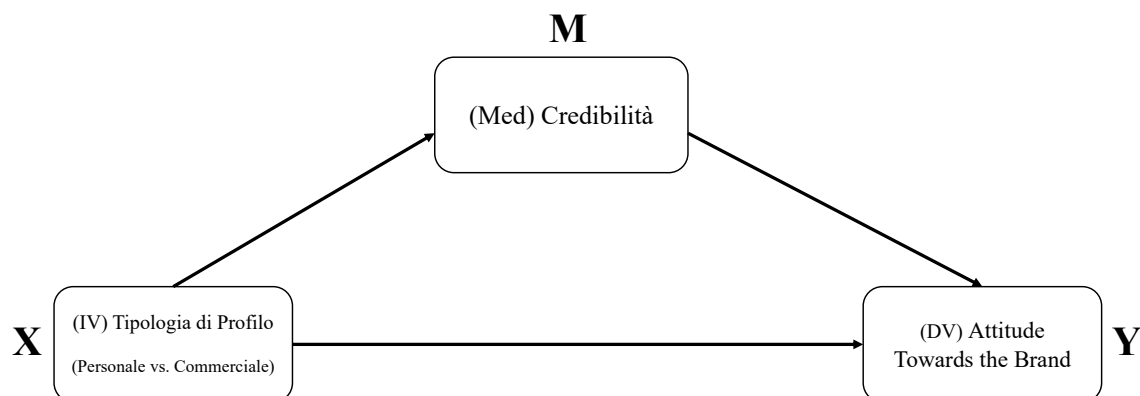 M
(Med) Credibilità
X
(IV) Tipologia di Profilo
(Personale vs. Commerciale)
(DV) Attitude
Towards the Brand
Y